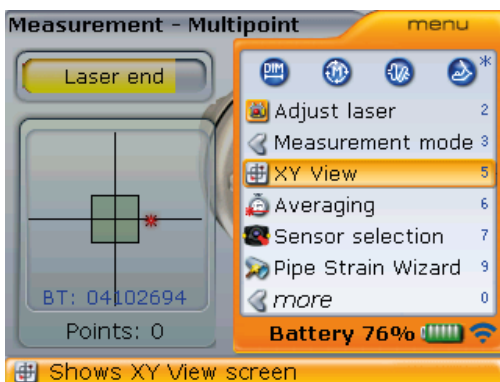 Measurement - Multipoint
menu
Laser end
DIM
*
Adjust laser 2
Measurement mode 3
XY View 5
Averaging 6
Sensor selection 7
Pipe Strain Wizard 9
more 0
BT: 04102694
Points: 0
Battery 76%
Shows XY View screen